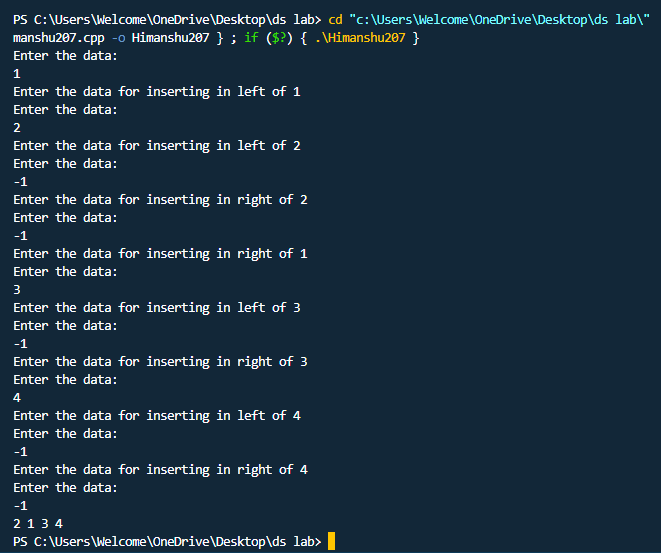 PS C:\Users\Welcome\OneDrive\Desktop\ds lab> cd "c:\Users\Welcome\OneDrive\Desktop\ds lab\"
manshu207.cpp -o Himanshu207 } ; if ($?) { .\Himanshu207 }
Enter the data:
1
Enter the data for inserting in left of 1
Enter the data:
2
Enter the data for inserting in left of 2
Enter the data:
-1
Enter the data for inserting in right of 2
Enter the data:
-1
Enter the data for inserting in right of 1
Enter the data:
3
Enter the data for inserting in left of 3
Enter the data:
-1
Enter the data for inserting in right of 3
Enter the data:
4
Enter the data for inserting in left of 4
Enter the data:
-1
Enter the data for inserting in right of 4
Enter the data:
-1
2 1 3 4
PS C:\Users\Welcome\OneDrive\Desktop\ds lab>